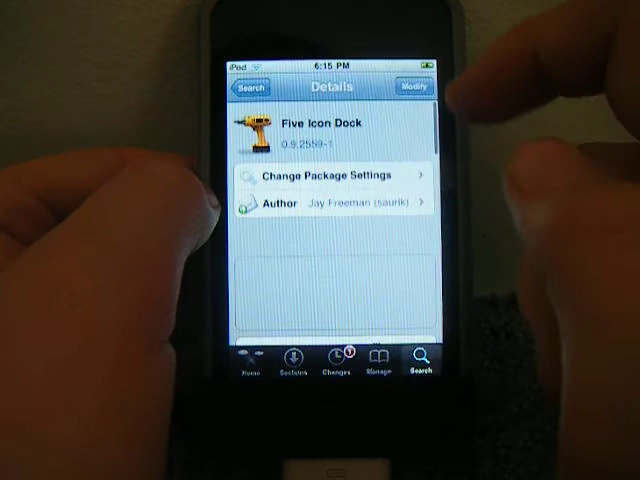 iPod 6:15 PM
Search Details Modify
Five Icon Dock
0.9.2559-1
Change Package Settings
Author Jay Freeman (saurik)
Home Sections Changes Manage Search
1